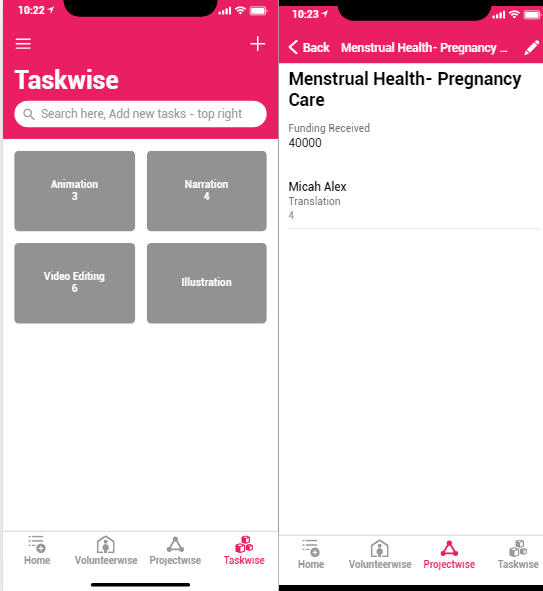 10:22
Taskwise
Search here, Add new tasks - top right
Animation
3
Narration
4
Video Editing
6
Illustration
Home
Volunteerwise
Projectwise
Taskwise
10:23
Back
Menstrual Health- Pregnancy ...
Menstrual Health- Pregnancy
Care
Funding Received
40000
Micah Alex
Translation
4
Home
Volunteerwise
Projectwise
Taskwise